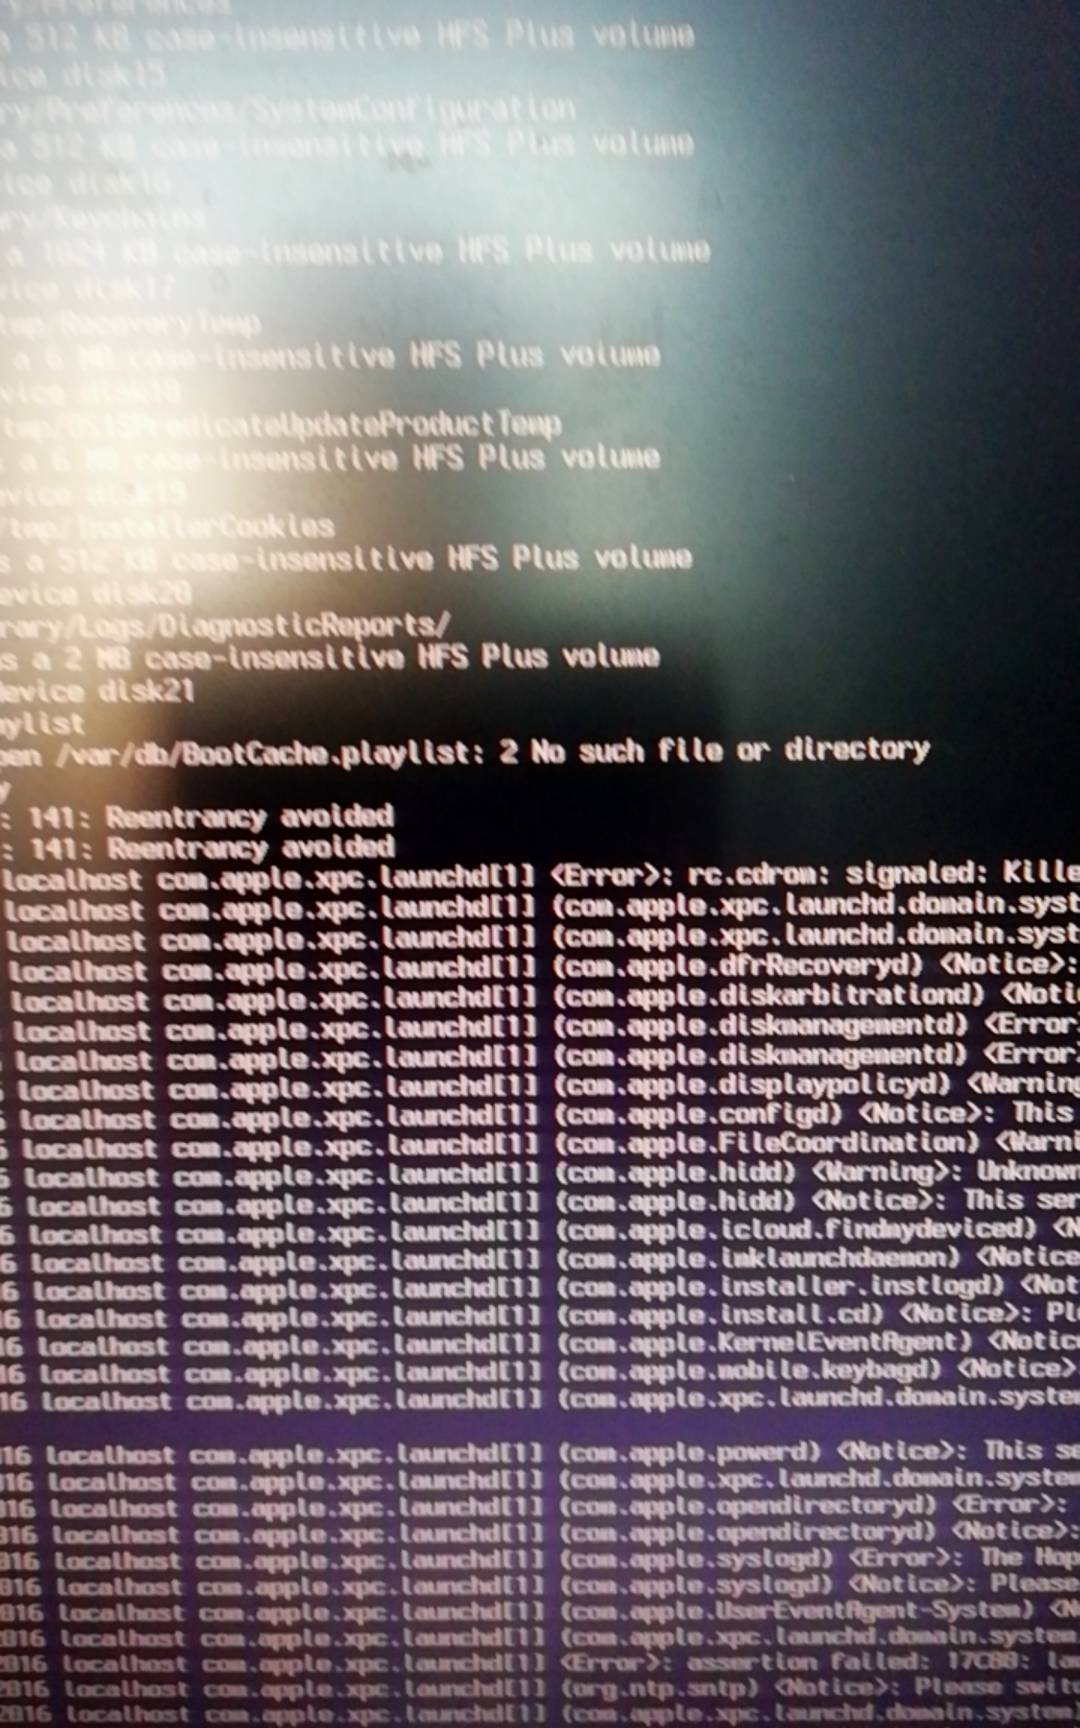 y/Preferences
a 512 KB case-insensitive HFS Plus volume
ice disk15
ry/Preferences/SystemConfiguration
a 512 KB case-insensitive HFS Plus volume
ice disk16
ary/Keychains
a 1024 KB case-insensitive HFS Plus volume
vice disk17
tmp/RecoveryTemp
a 6 MB case-insensitive HFS Plus volume
vice disk18
tmp/OSISPredicateUpdateProductTemp
s a 6 MB case-insensitive HFS Plus volume
evice disk19
/tmp/InstallerCookies
s a 512 KB case-insensitive HFS Plus volume
evice disk20
rary/Logs/DiagnosticReports/
as a 2 MB case-insensitive HFS Plus volume
device disk21
aylist
pen /var/db/BootCache.playlist: 2 No such file or directory
y
: 141: Reentrancy avoided
: 141: Reentrancy avoided
localhost com.apple.xpc.launchd[1] <Error>: rc.cdrom: signaled: Kille
localhost com.apple.xpc.launchd[1] (com.apple.xpc.launchd.domain.syst
localhost com.apple.xpc.launchd[1] (com.apple.xpc.launchd.domain.syst
localhost com.apple.xpc.launchd[1] (com.apple.dfrRecoveryd) <Notice>:
localhost com.apple.xpc.launchd[1] (com.apple.diskarbitrationd) <Noti
localhost com.apple.xpc.launchd[1] (com.apple.diskmanagementd) <Error
localhost com.apple.xpc.launchd[1] (com.apple.diskmanagementd) <Error
localhost com.apple.xpc.launchd[1] (com.apple.displaypolicyd) <Warning
6 localhost com.apple.xpc.launchd[1] (com.apple.configd) <Notice>: This
6 localhost com.apple.xpc.launchd[1] (com.apple.FileCoordination) <Warni
6 localhost com.apple.xpc.launchd[1] (com.apple.hidd) <Warning>: Unknown
6 localhost com.apple.xpc.launchd[1] (com.apple.hidd) <Notice>: This ser
6 localhost com.apple.xpc.launchd[1] (com.apple.icloud.findmydeviced) <N
6 localhost com.apple.xpc.launchd[1] (com.apple.inklaunchdaemon) <Notice
16 localhost com.apple.xpc.launchd[1] (com.apple.installer.instlogd) <Not
16 localhost com.apple.xpc.launchd[1] (com.apple.install.cd) <Notice>: Ple
16 localhost com.apple.xpc.launchd[1] (com.apple.KernelEventAgent) <Notic
16 localhost com.apple.xpc.launchd[1] (com.apple.mobile.keybagd) <Notice>
16 localhost com.apple.xpc.launchd[1] (com.apple.xpc.launchd.domain.system
016 localhost com.apple.xpc.launchd[1] (com.apple.powerd) <Notice>: This se
016 localhost com.apple.xpc.launchd[1] (com.apple.xpc.launchd.domain.system
016 localhost com.apple.xpc.launchd[1] (com.apple.opendirectoryd) <Error>:
016 localhost com.apple.xpc.launchd[1] (com.apple.opendirectoryd) <Notice>:
016 localhost com.apple.xpc.launchd[1] (com.apple.syslogd) <Error>: The Hop
016 localhost com.apple.xpc.launchd[1] (com.apple.syslogd) <Notice>: Please
016 localhost com.apple.xpc.launchd[1] (com.apple.UserEventAgent-System) <N
2016 localhost com.apple.xpc.launchd[1] (com.apple.xpc.launchd.domain.system
2016 localhost com.apple.xpc.launchd[1] <Error>: assertion failed: 17C88: la
2016 localhost com.apple.xpc.launchd[1] (org.ntp.sntp) <Notice>: Please swit
2016 localhost com.apple.xpc.launchd[1] (com.apple.xpc.launchd.domain.system